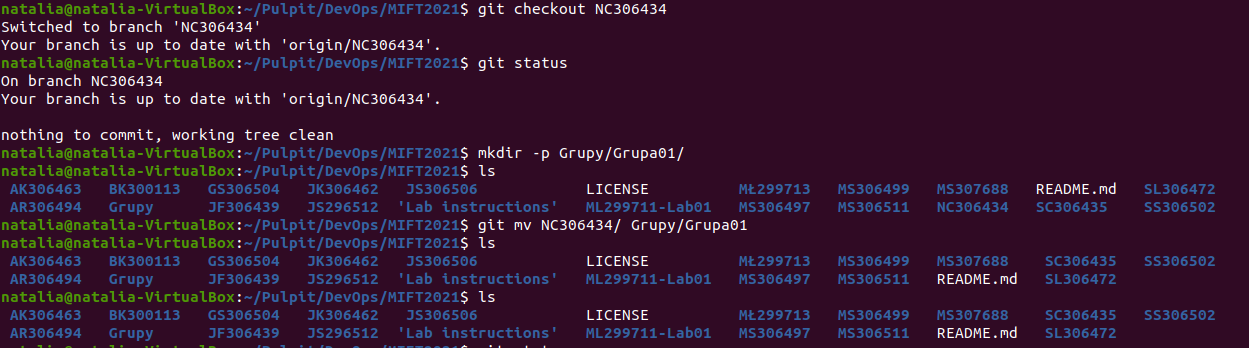 natalia@natalia-VirtualBox:~/Pulpit/DevOps/MIFT2021$ git checkout NC306434
Switched to branch 'NC306434'
Your branch is up to date with 'origin/NC306434'.
natalia@natalia-VirtualBox:~/Pulpit/DevOps/MIFT2021$ git status
On branch NC306434
Your branch is up to date with 'origin/NC306434'.
nothing to commit, working tree clean
natalia@natalia-VirtualBox:~/Pulpit/DevOps/MIFT2021$ mkdir -p Grupy/Grupa01/
natalia@natalia-VirtualBox:~/Pulpit/DevOps/MIFT2021$ ls
AK306463 BK300113 GS306504 JK306462 JS306506 LICENSE MŁ299713 MS306499 MS307688 README.md SL306472
AR306494 Grupy JF306439 JS296512 'Lab instructions' ML299711-Lab01 MS306497 MS306511 NC306434 SC306435 SS306502
natalia@natalia-VirtualBox:~/Pulpit/DevOps/MIFT2021$ git mv NC306434/ Grupy/Grupa01
natalia@natalia-VirtualBox:~/Pulpit/DevOps/MIFT2021$ ls
AK306463 BK300113 GS306504 JK306462 JS306506 LICENSE MŁ299713 MS306499 MS307688 SC306435 SS306502
AR306494 Grupy JF306439 JS296512 'Lab instructions' ML299711-Lab01 MS306497 MS306511 README.md SL306472
natalia@natalia-VirtualBox:~/Pulpit/DevOps/MIFT2021$ ls
AK306463 BK300113 GS306504 JK306462 JS306506 LICENSE MŁ299713 MS306499 MS307688 SC306435 SS306502
AR306494 Grupy JF306439 JS296512 'Lab instructions' ML299711-Lab01 MS306497 MS306511 README.md SL306472